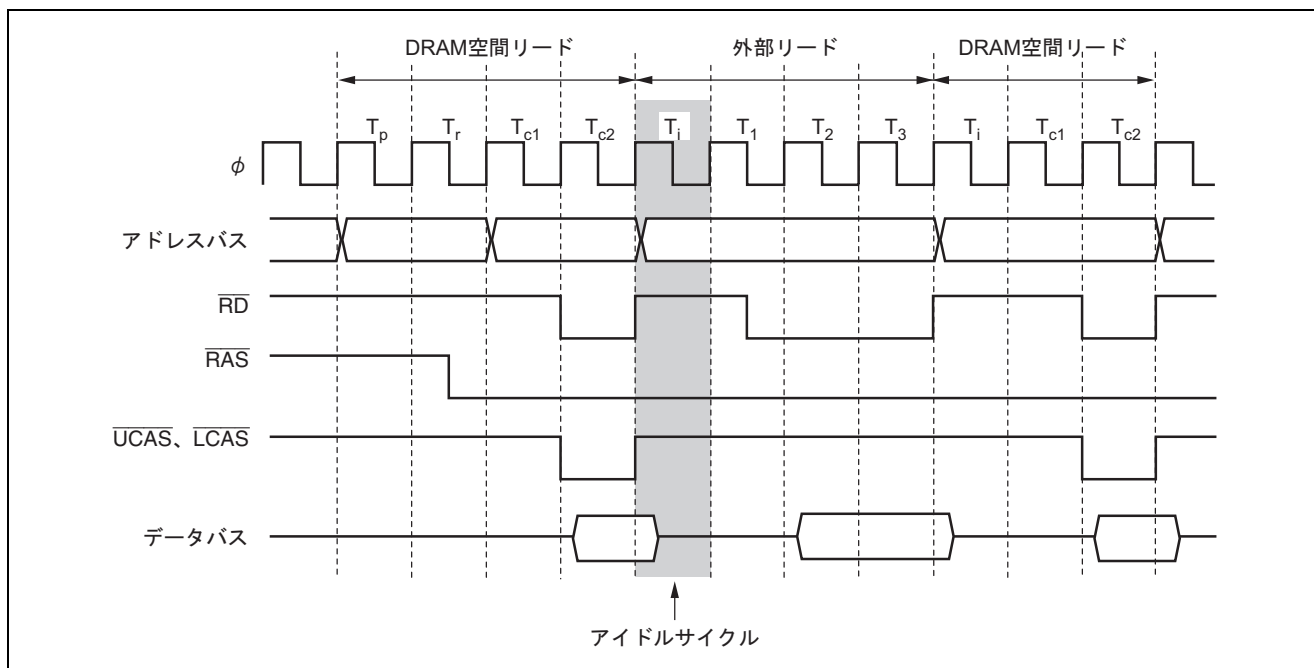 DRAM空間リード 外部リード DRAM空間リード
Tp Tr Tc1 Tc2 Ti T1 T2 T3 Ti Tc1 Tc2
φ
アドレスバス
RD
RAS
UCAS、LCAS
データバス
アイドルサイクル